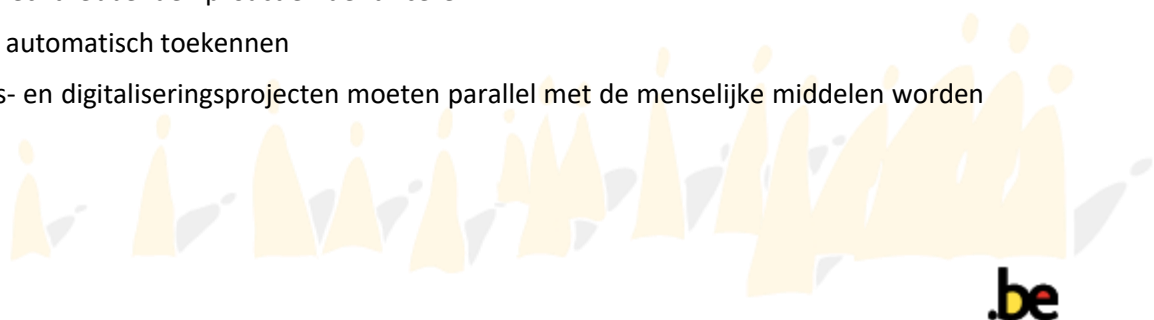 automatisch toekennen
s- en digitaliseringsprojecten moeten parallel met de menselijke middelen worden
.be